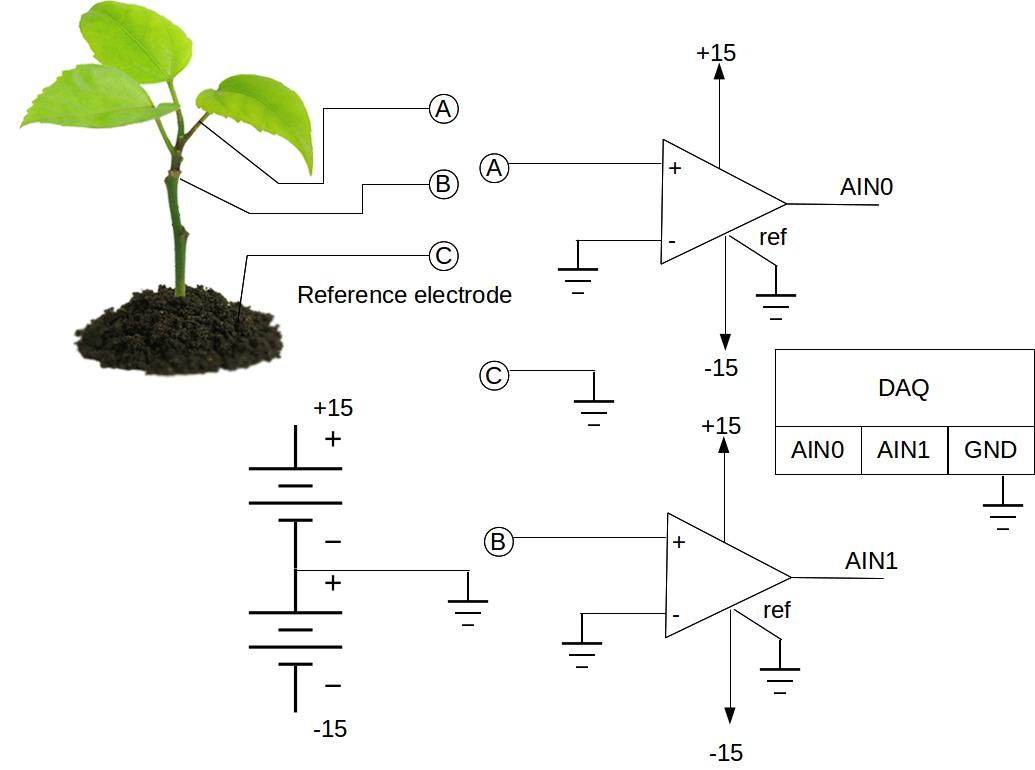 A
B
C
Reference electrode
+15
A
+
-
AIN0
ref
-15
C
DAQ
AIN0 AIN1 GND
+15
+
−
+
−
-15
+15
B
+
-
AIN1
ref
-15